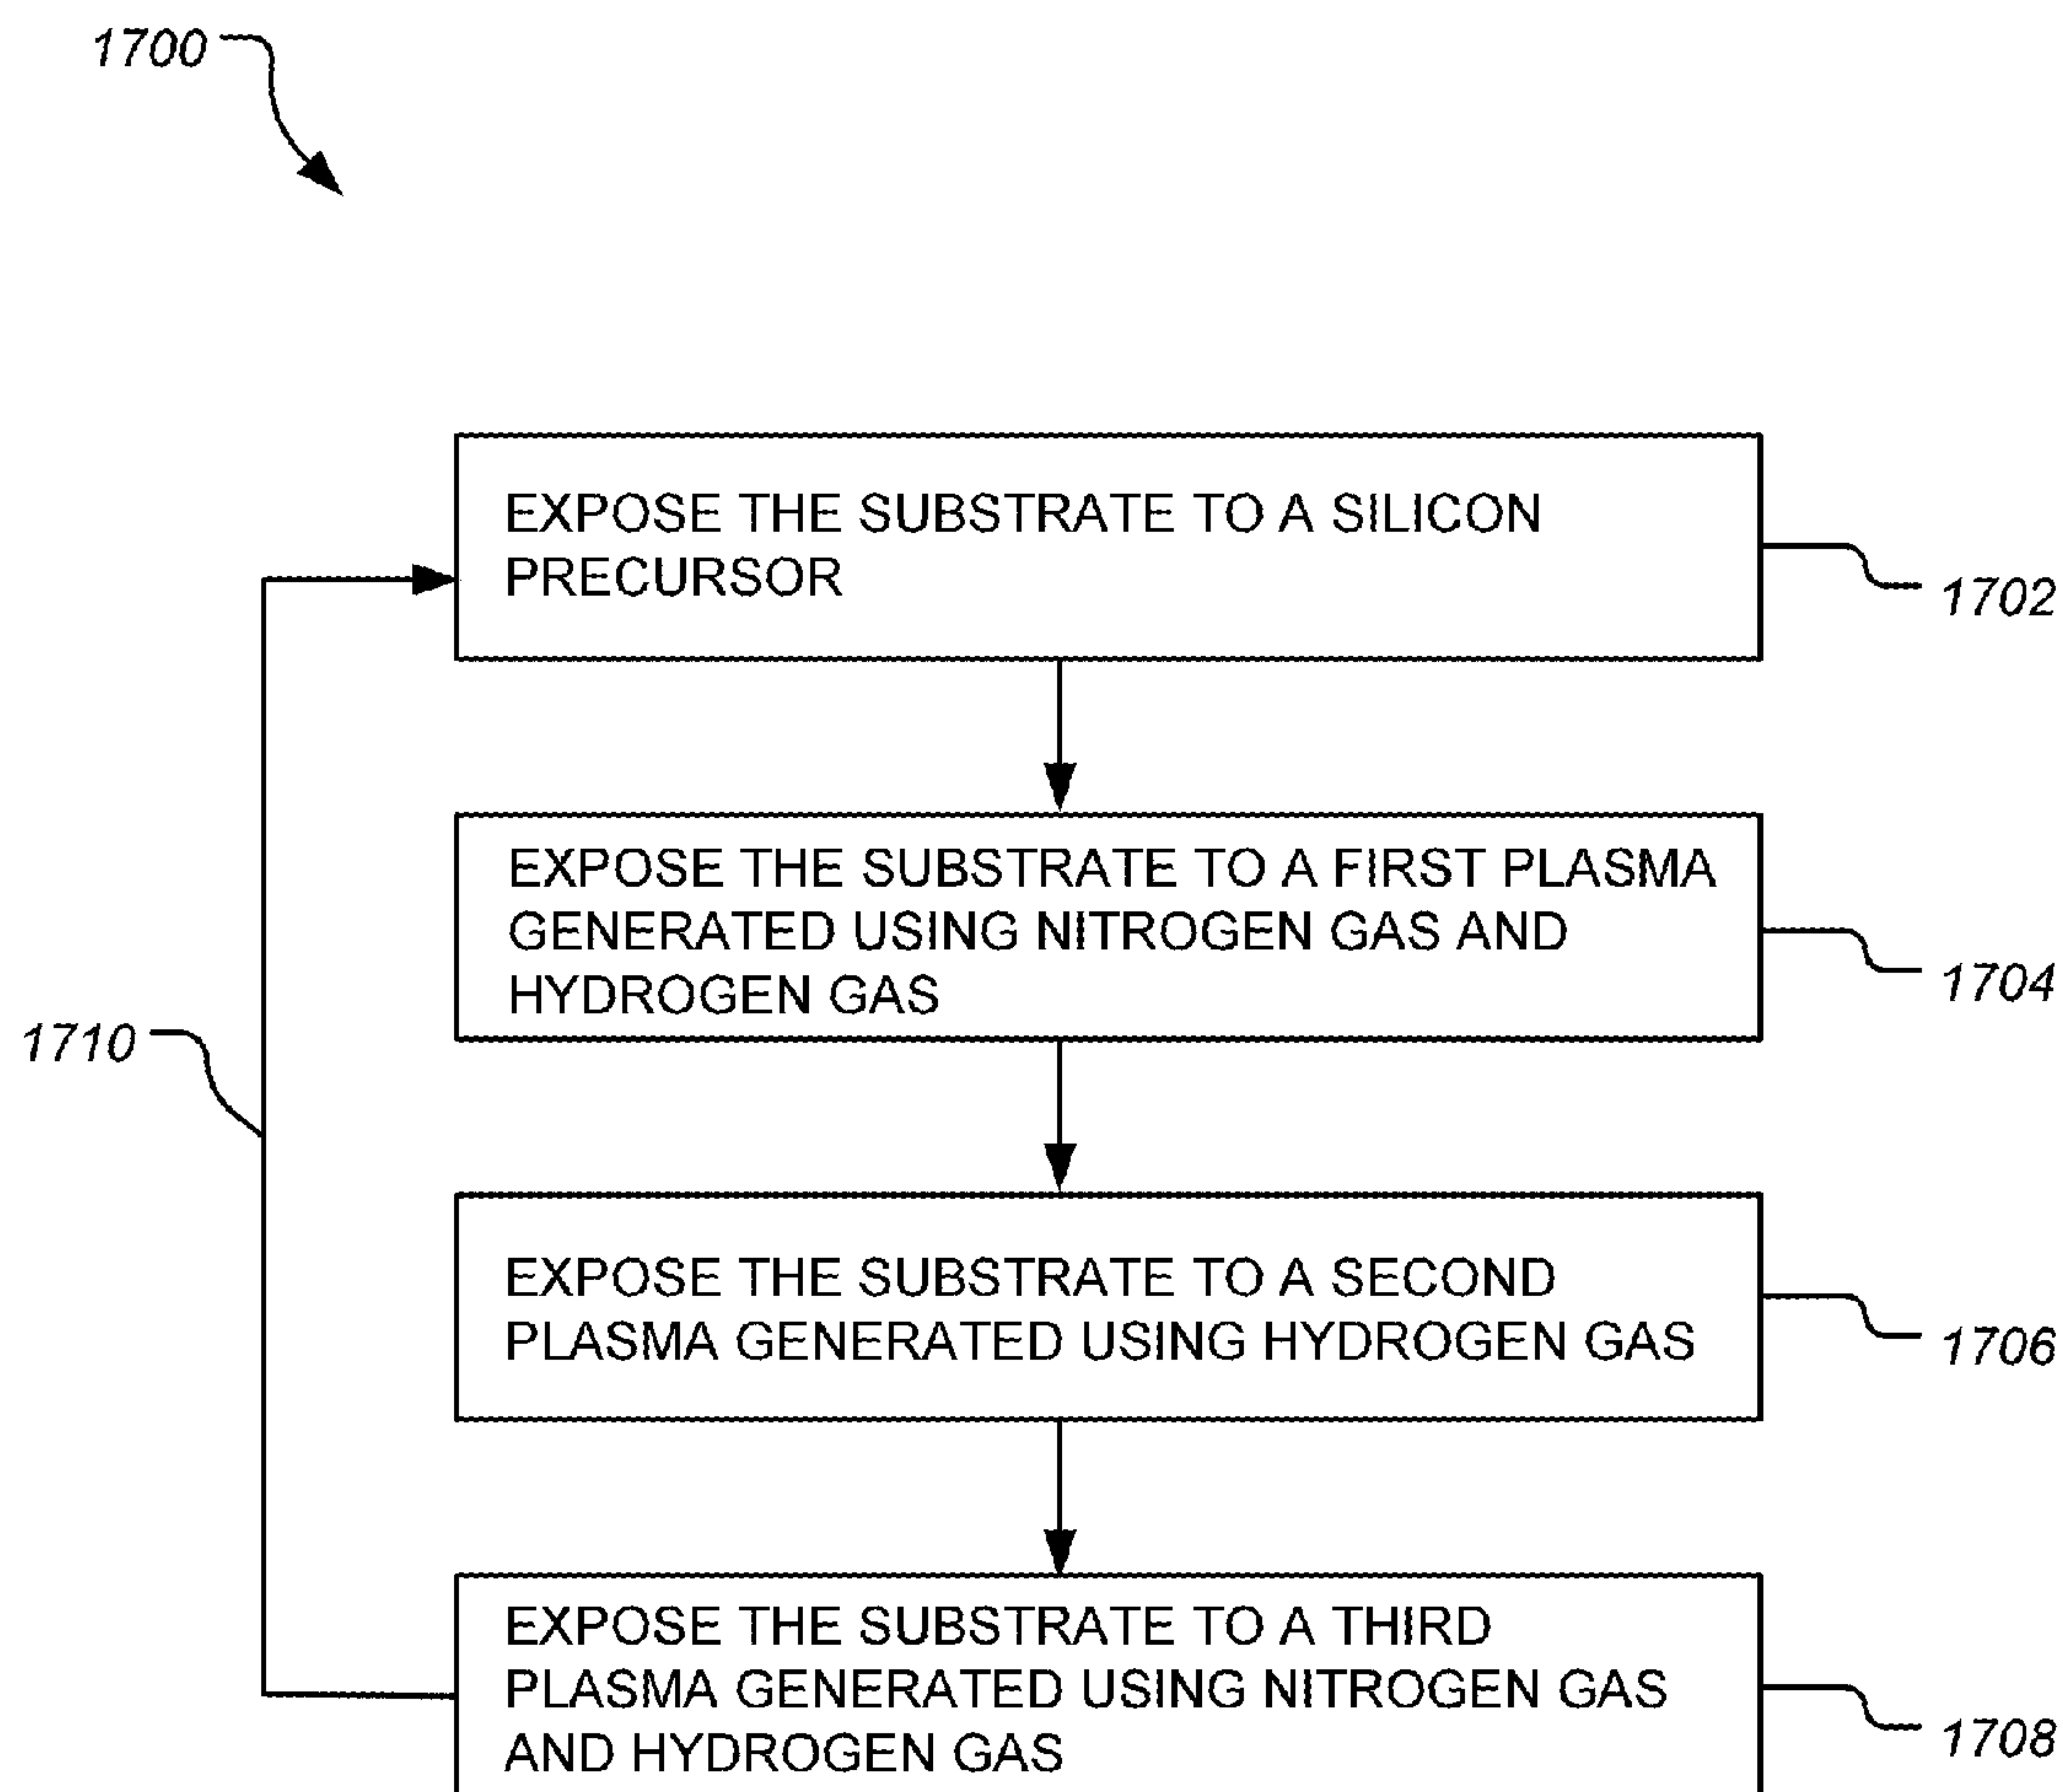 1700
EXPOSE THE SUBSTRATE TO A SILICON
PRECURSOR
1702
EXPOSE THE SUBSTRATE TO A FIRST PLASMA
GENERATED USING NITROGEN GAS AND
HYDROGEN GAS
1704
1710
EXPOSE THE SUBSTRATE TO A SECOND
PLASMA GENERATED USING HYDROGEN GAS
1706
EXPOSE THE SUBSTRATE TO A THIRD
PLASMA GENERATED USING NITROGEN GAS
AND HYDROGEN GAS
1708